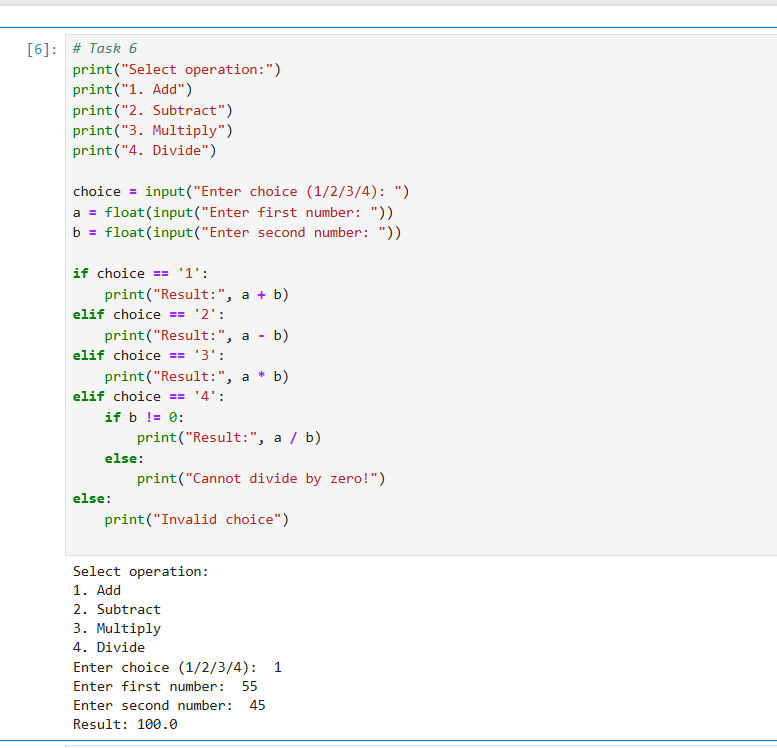 [6]:
# Task 6
print("Select operation:")
print("1. Add")
print("2. Subtract")
print("3. Multiply")
print("4. Divide")

choice = input("Enter choice (1/2/3/4): ")
a = float(input("Enter first number: "))
b = float(input("Enter second number: "))

if choice == '1':
    print("Result:", a + b)
elif choice == '2':
    print("Result:", a - b)
elif choice == '3':
    print("Result:", a * b)
elif choice == '4':
    if b != 0:
        print("Result:", a / b)
    else:
        print("Cannot divide by zero!")
else:
    print("Invalid choice")

Select operation:
1. Add
2. Subtract
3. Multiply
4. Divide
Enter choice (1/2/3/4):  1
Enter first number:  55
Enter second number:  45
Result: 100.0